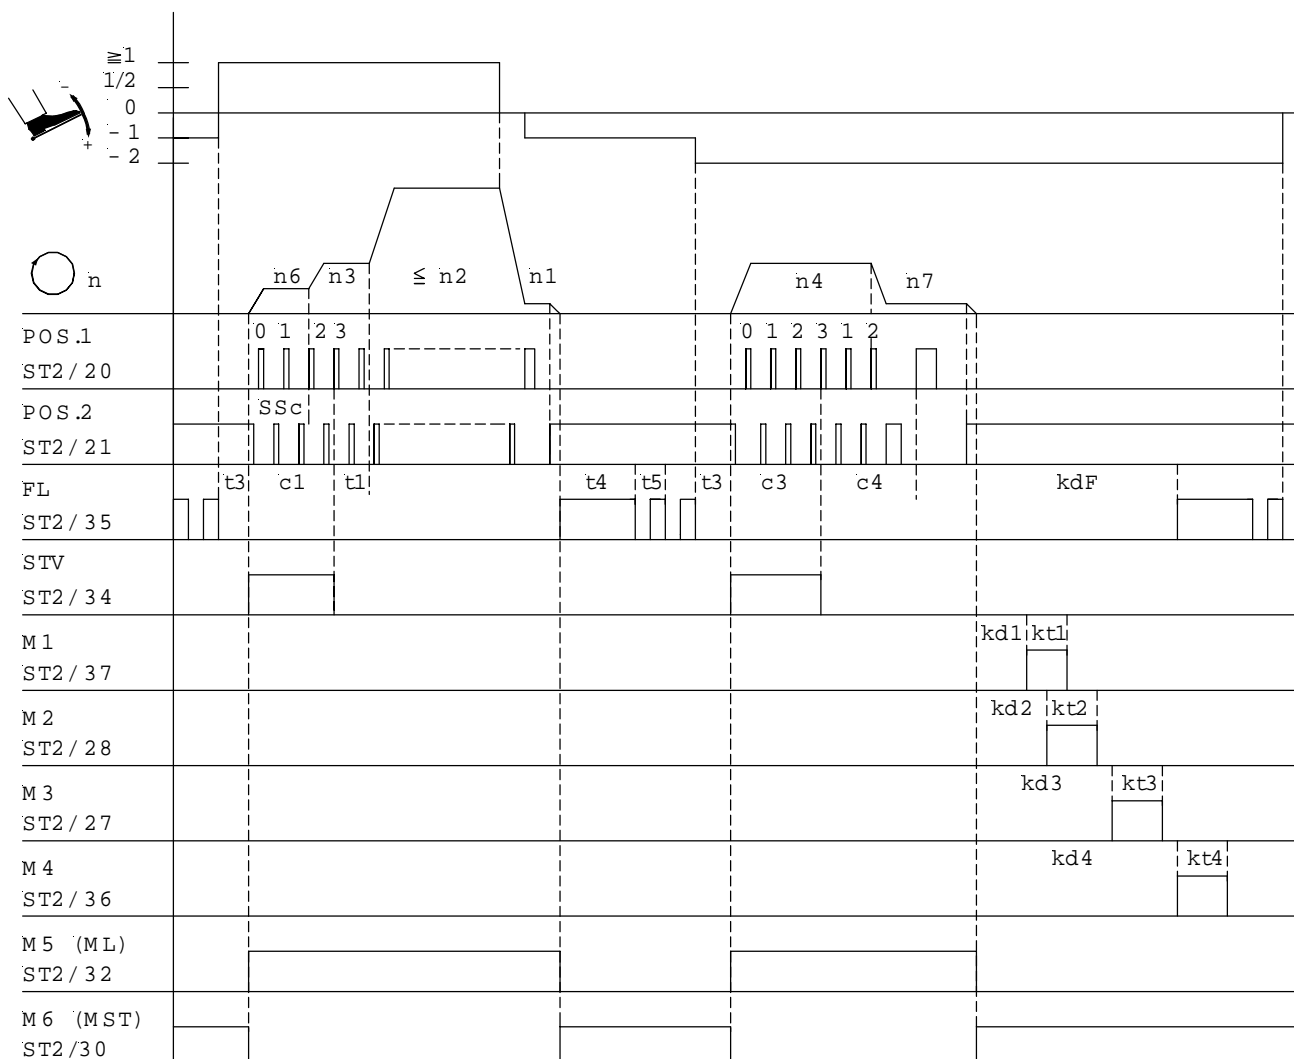 ≧1
1/2
0
-1
-2
-
+
n
n6 n3 ≤ n2 n1 n4 n7
POS.1 0 1 2 3 0 1 2 3 1 2
ST2/20
POS.2 SSc
ST2/21
FL t3 c1 t1 t4 t5 t3 c3 c4 kdF
ST2/35
STV
ST2/34
M1 kd1 kt1
ST2/37
M2 kd2 kt2
ST2/28
M3 kd3 kt3
ST2/27
M4 kd4 kt4
ST2/36
M5 (ML)
ST2/32
M6 (MST)
ST2/30